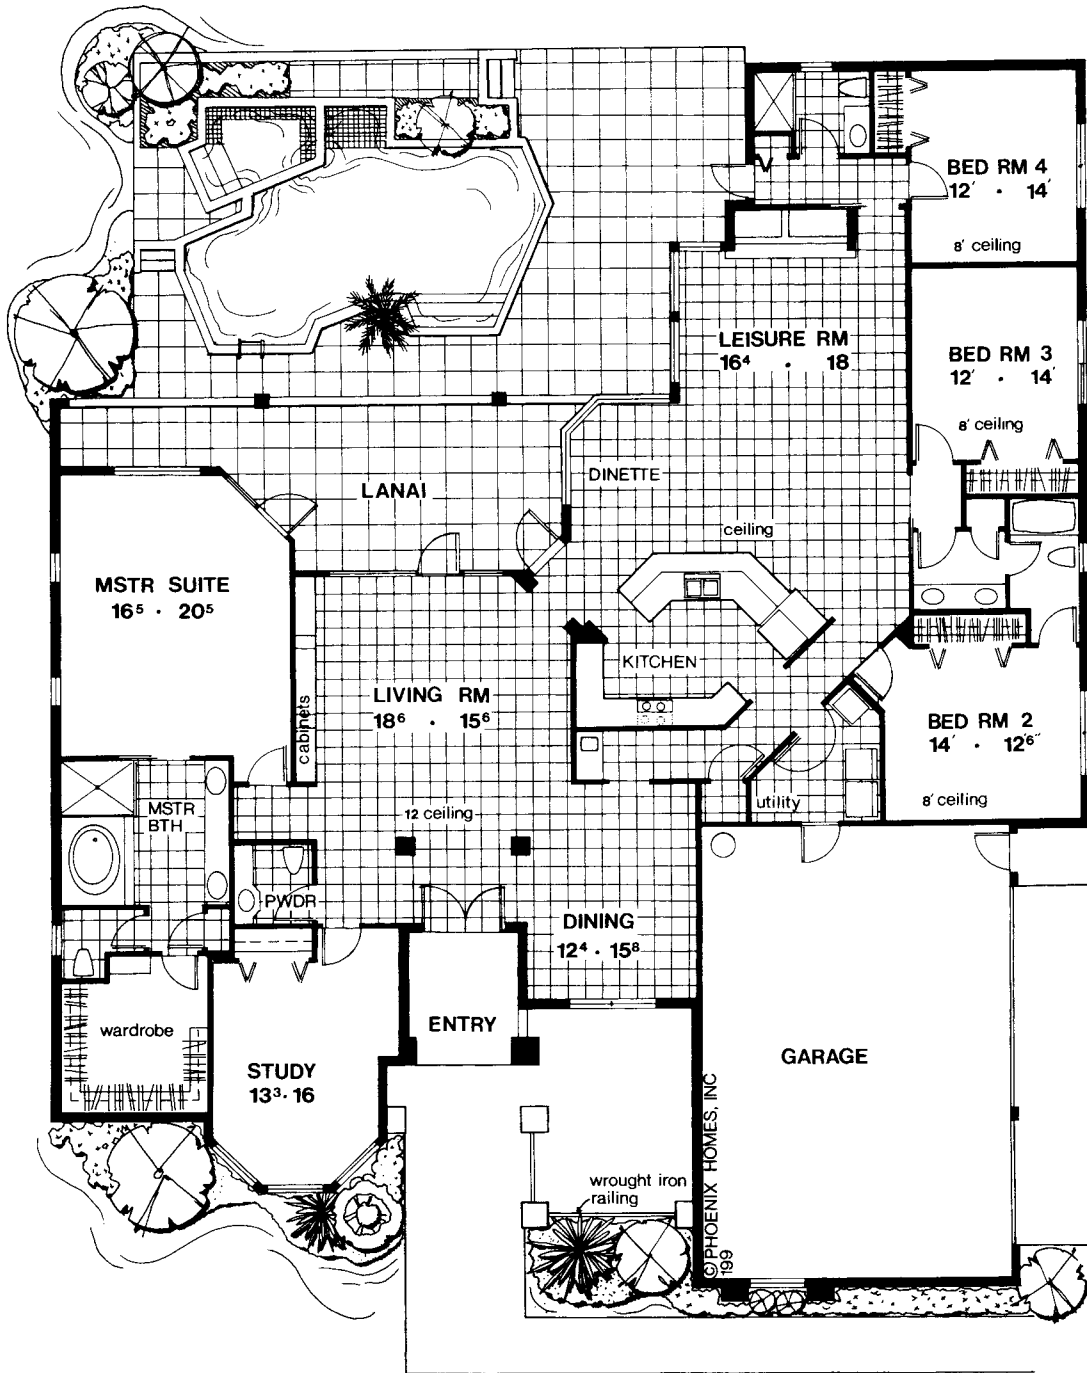 BED RM 4
12' · 14'
8' ceiling
LEISURE RM
16⁴ · 18
BED RM 3
12' · 14'
8' ceiling
DINETTE
LANAI
ceiling
MSTR SUITE
16⁵ · 20⁵
KITCHEN
LIVING RM
18⁶ · 15⁶
cabinets
BED RM 2
14' · 12'6"
8' ceiling
MSTR
BTH
12 ceiling
utility
PWDR
DINING
12⁴ · 15⁸
wardrobe
ENTRY
STUDY
13³ · 16
GARAGE
wrought iron
railing
©PHOENIX HOMES, INC
199